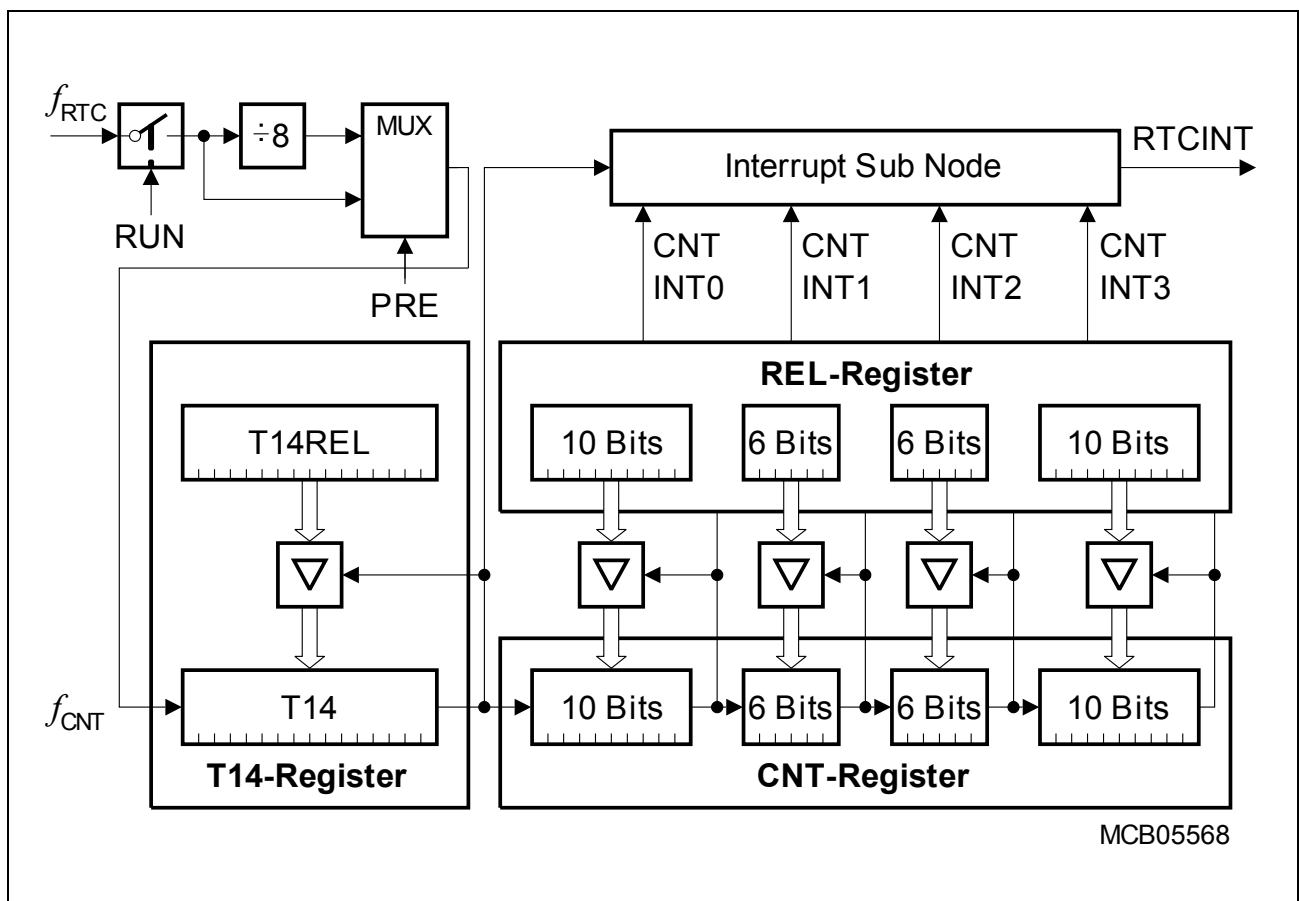 fRTC
÷8
MUX
RUN
PRE
Interrupt Sub Node
RTCINT
CNT INT0
CNT INT1
CNT INT2
CNT INT3
REL-Register
T14REL
10 Bits
6 Bits
6 Bits
10 Bits
fCNT
T14
10 Bits
6 Bits
6 Bits
10 Bits
T14-Register
CNT-Register
MCB05568